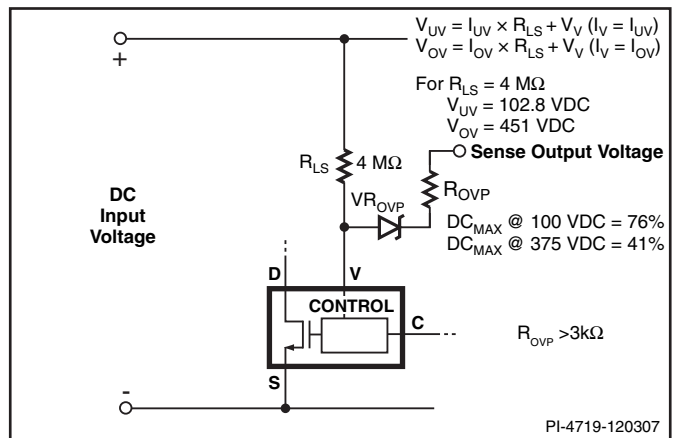 V_UV = I_UV × R_LS + V_V (I_V = I_UV)
V_OV = I_OV × R_LS + V_V (I_V = I_OV)
+
For R_LS = 4 MΩ
V_UV = 102.8 VDC
V_OV = 451 VDC
Sense Output Voltage
R_LS
4 MΩ
R_OVP
VR_OVP
DC
Input
Voltage
DC_MAX @ 100 VDC = 76%
DC_MAX @ 375 VDC = 41%
D
V
CONTROL
C
R_OVP >3kΩ
S
-
PI-4719-120307